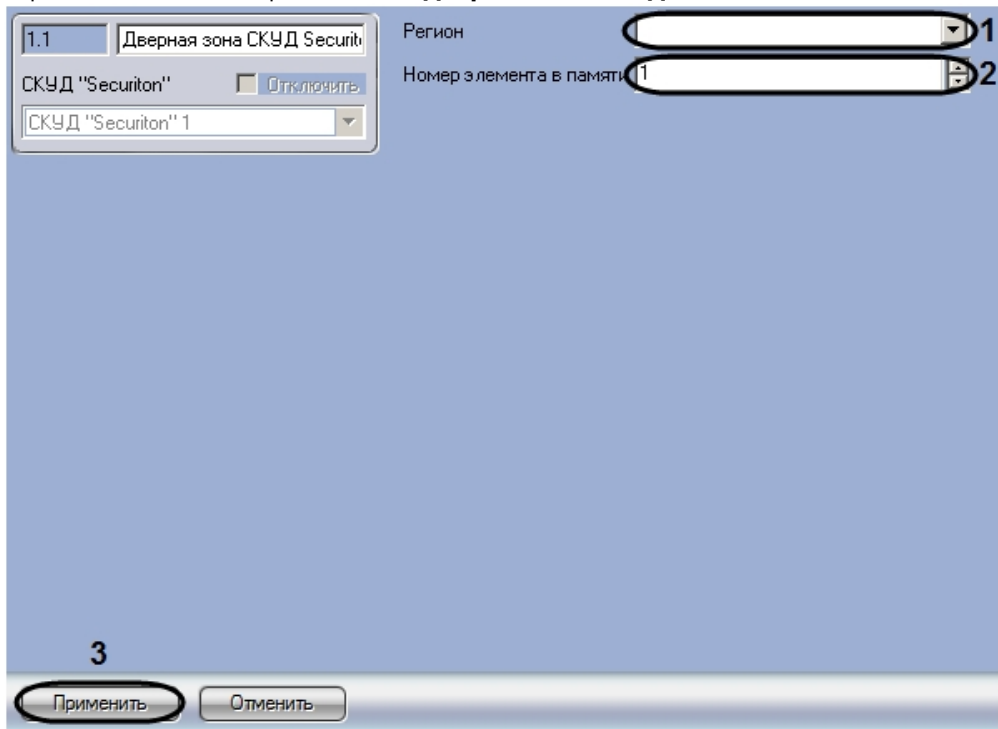 1.1
Дверная зона СКУД Securit
СКУД "Securiton"
Отключить
СКУД "Securiton" 1
Регион
1
Номер элемента в памяти
1
2
3
Применить
Отменить